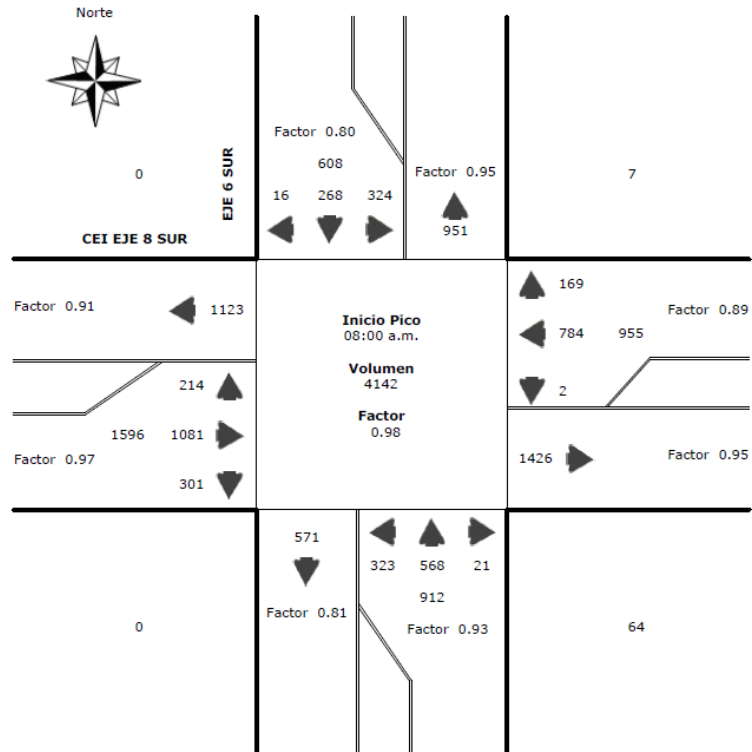 Norte
0
EJE 6 SUR
CEI EJE 8 SUR
Factor 0.80
608
16 268 324
Factor 0.95
951
7
Factor 0.91
1123
214
1596 1081
Factor 0.97
301
Inicio Pico
08:00 a.m.
Volumen
4142
Factor
0.98
169
Factor 0.89
784 955
2
1426
Factor 0.95
0
571
Factor 0.81
323 568 21
912
Factor 0.93
64